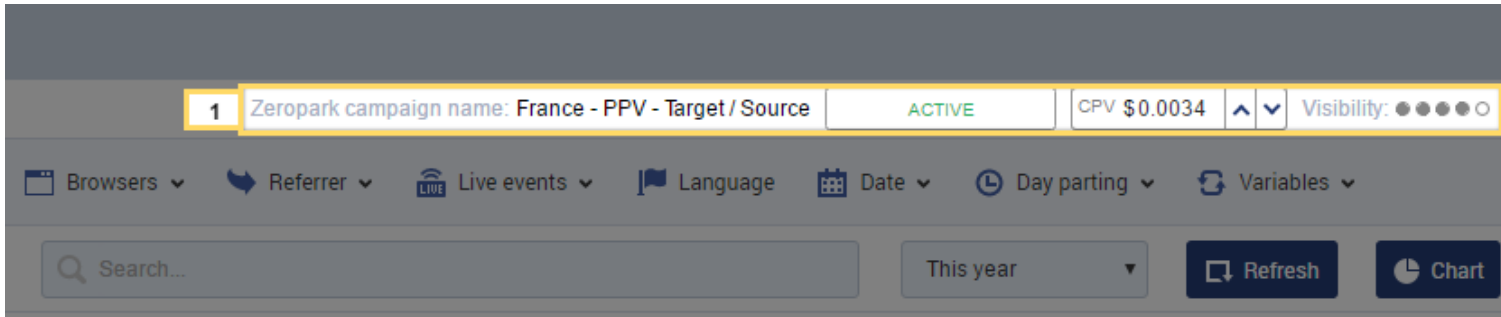 1 Zeropark campaign name: France - PPV - Target / Source ACTIVE CPV $0.0034 Visibility:
Browsers Referrer LIVE Live events Language Date Day parting Variables
Search... This year Refresh Chart